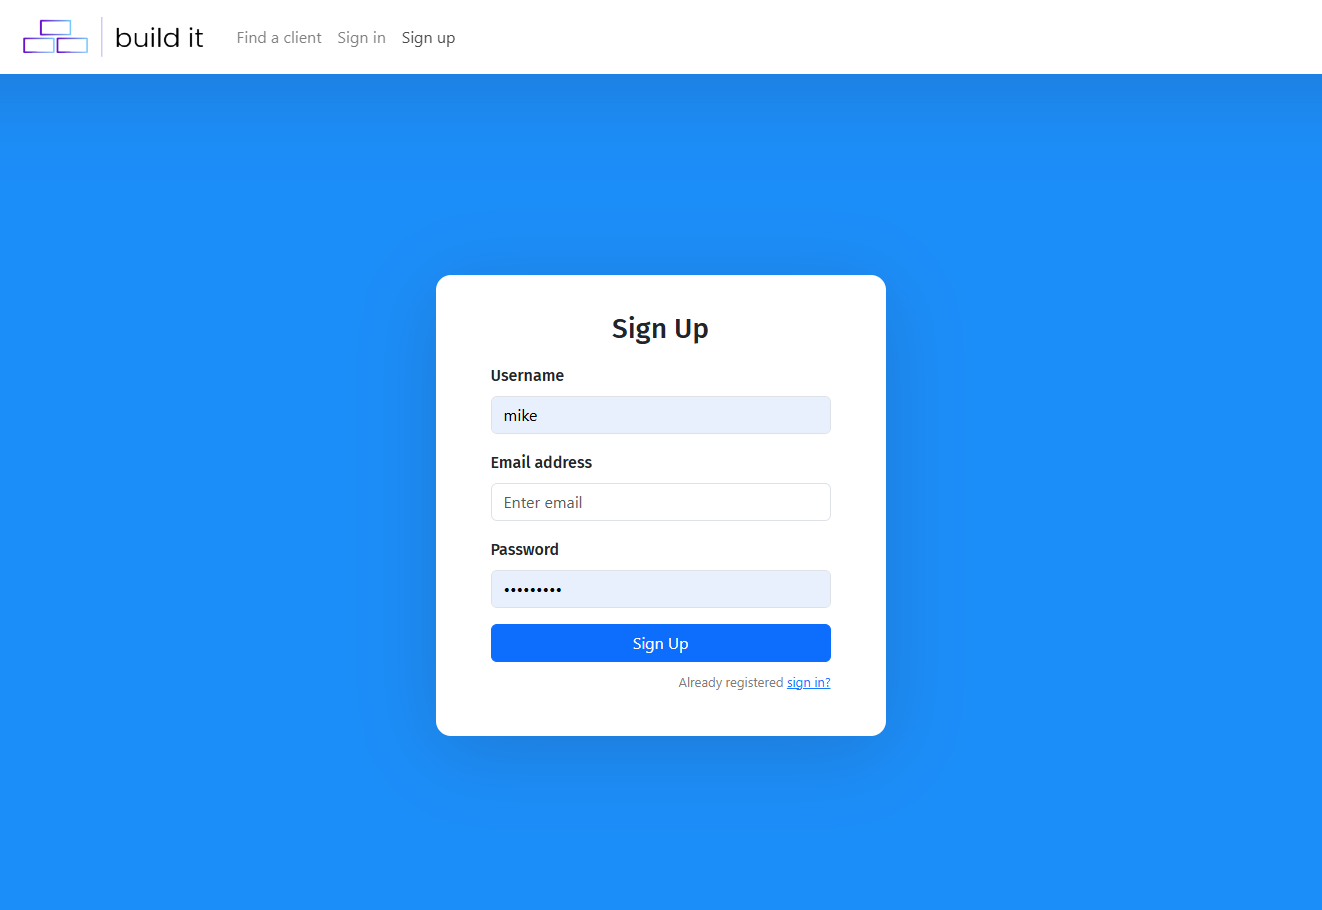 build it Find a client Sign in Sign up
Sign Up
Username
mike
Email address
Enter email
Password
•••••••••
Sign Up
Already registered sign in?